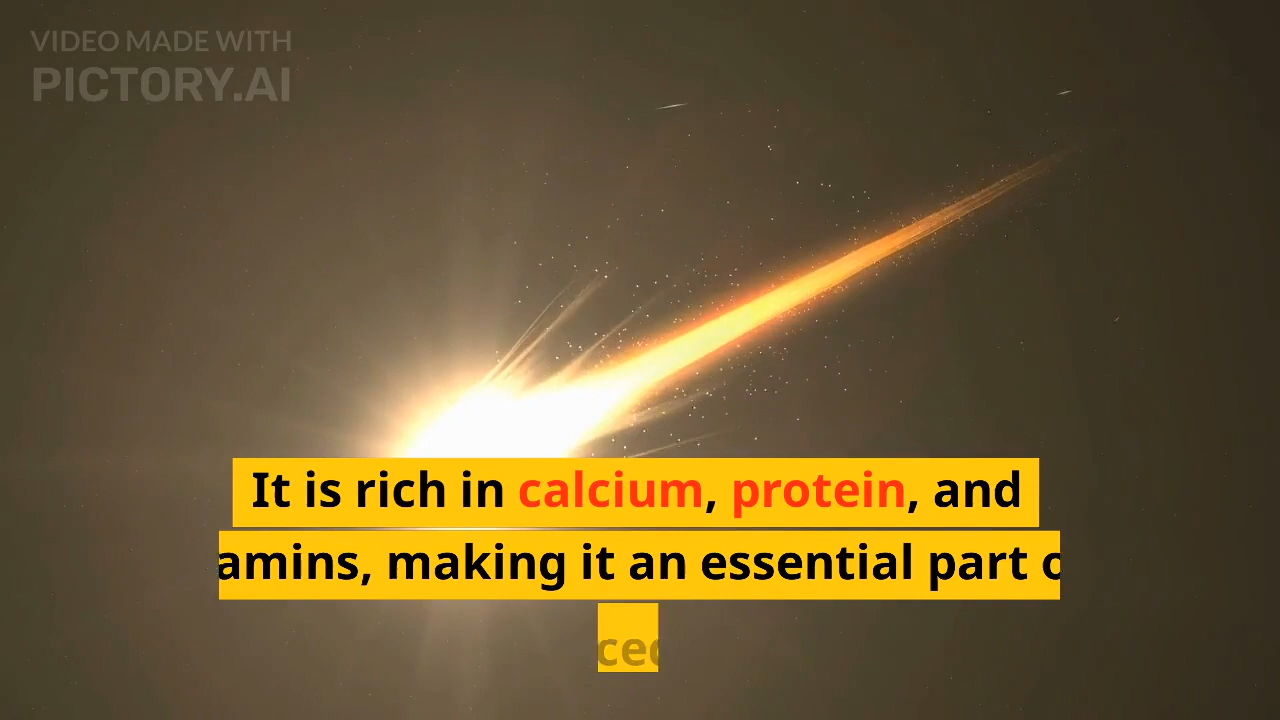 VIDEO MADE WITH
PICTORY.AI
It is rich in calcium, protein, and
amins, making it an essential part